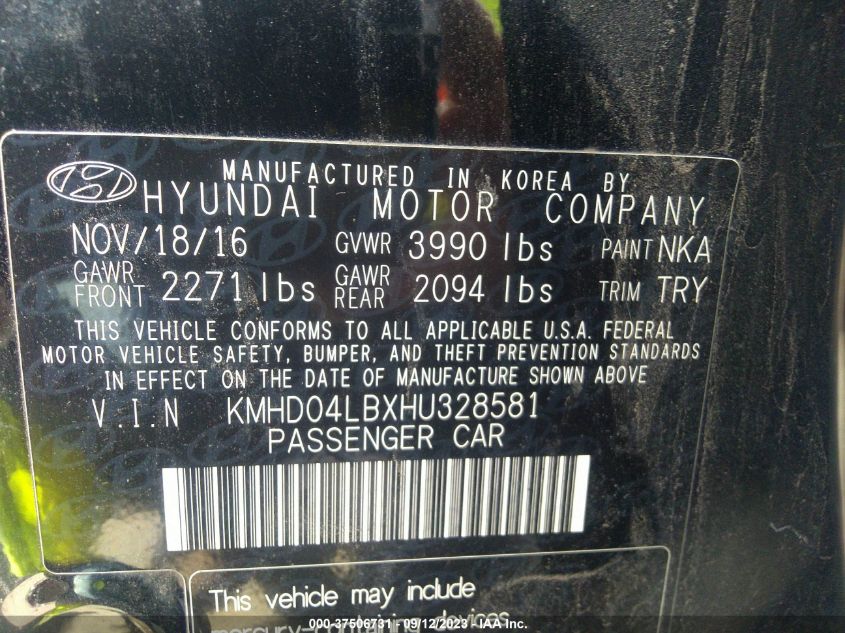 MANUFACTURED IN KOREA BY
HYUNDAI MOTOR COMPANY
NOV/18/16 GVWR 3990 lbs PAINT NKA
GAWR FRONT 2271 lbs GAWR REAR 2094 lbs TRIM TRY
THIS VEHICLE CONFORMS TO ALL APPLICABLE U.S.A. FEDERAL
MOTOR VEHICLE SAFETY, BUMPER, AND THEFT PREVENTION STANDARDS
IN EFFECT ON THE DATE OF MANUFACTURE SHOWN ABOVE
V.I.N KMHD04LBXHU328581
PASSENGER CAR
This vehicle may include
mercury-containing devices
000-37506731 - 09/12/2023 - IAA Inc.